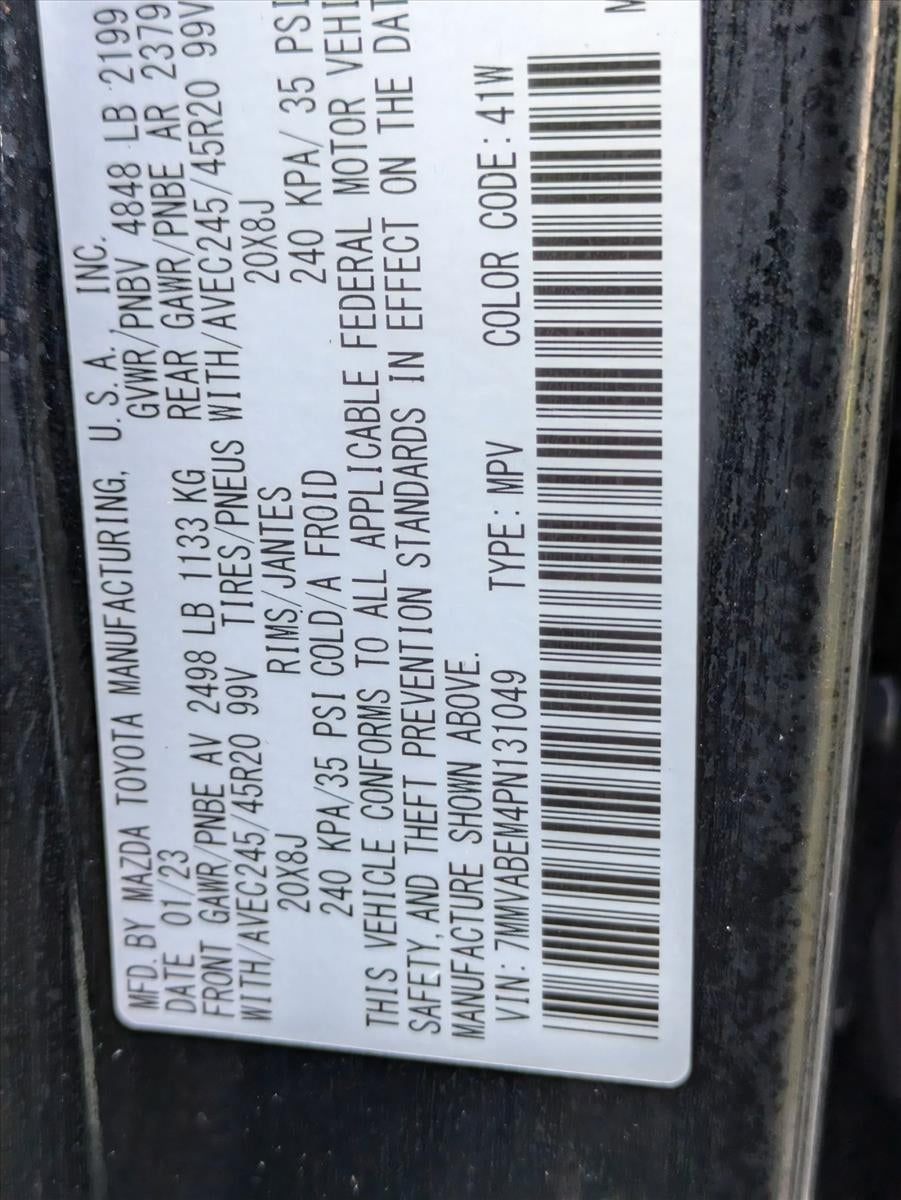 MFD. BY MAZDA TOYOTA MANUFACTURING, U.S.A., INC.
DATE 01/23 GVWR/PNBV 4848 LB 2199
FRONT GAWR/PNBE AV 2498 LB 1133 KG REAR GAWR/PNBE AR 2379
WITH/AVEC245/45R20 99V TIRES/PNEUS WITH/AVEC245/45R20 99V
20X8J RIMS/JANTES 20X8J
240 KPA/35 PSI COLD/A FROID 240 KPA/ 35 PSI
THIS VEHICLE CONFORMS TO ALL APPLICABLE FEDERAL MOTOR VEHI
SAFETY, AND THEFT PREVENTION STANDARDS IN EFFECT ON THE DAT
MANUFACTURE SHOWN ABOVE.
VIN: 7MMVABEM4PN131049 TYPE: MPV COLOR CODE: 41W M